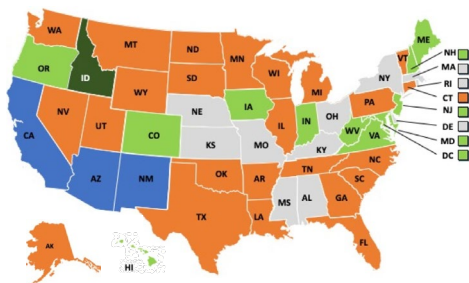 WA
OR
CA
ID
NV
AZ
MT
WY
UT
CO
NM
ND
SD
NE
KS
OK
TX
MN
IA
MO
AR
LA
WI
IL
MS
MI
IN
KY
TN
AL
OH
WV
GA
FL
PA
VA
NC
SC
NY
VT
ME
NH
MA
RI
CT
NJ
DE
MD
DC
AK
HI